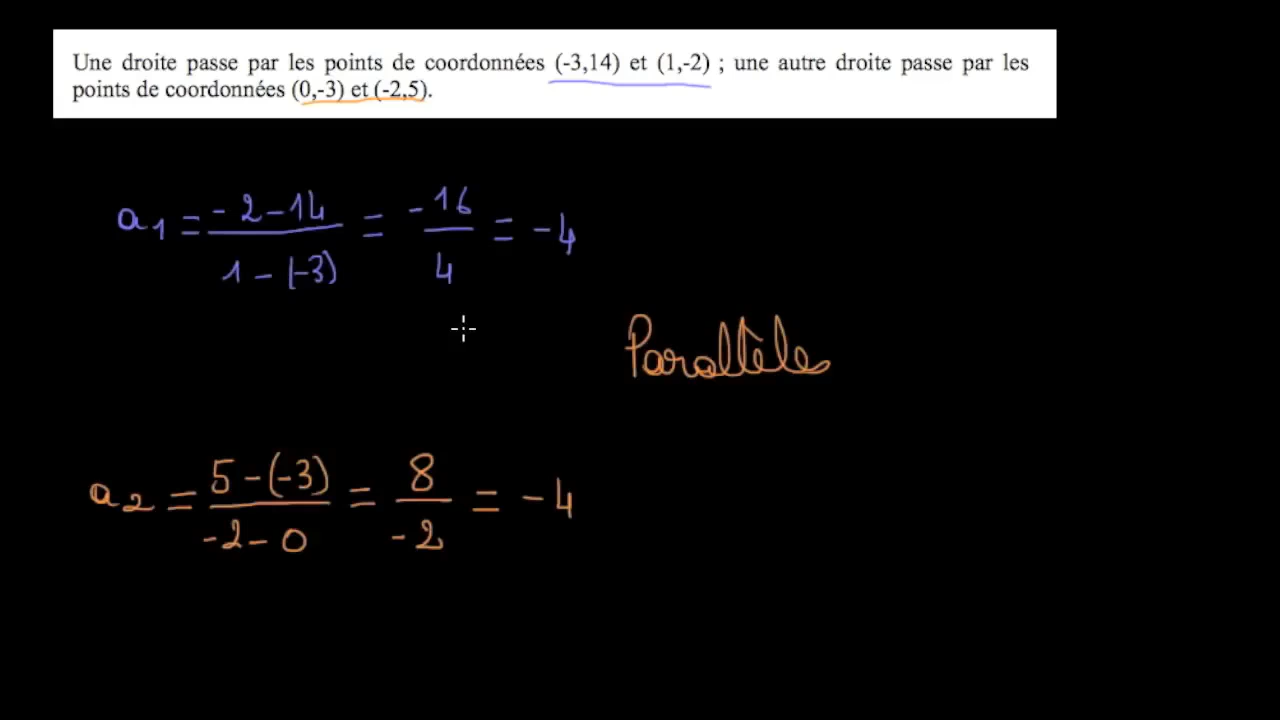 Une droite passe par les points de coordonnées (-3,14) et (1,-2) ; une autre droite passe par les
points de coordonnées (0,-3) et (-2,5).
a1 = (-2-14)/(1-(-3)) = -16/4 = -4
Parallèles
a2 = (5-(-3))/(-2-0) = 8/-2 = -4